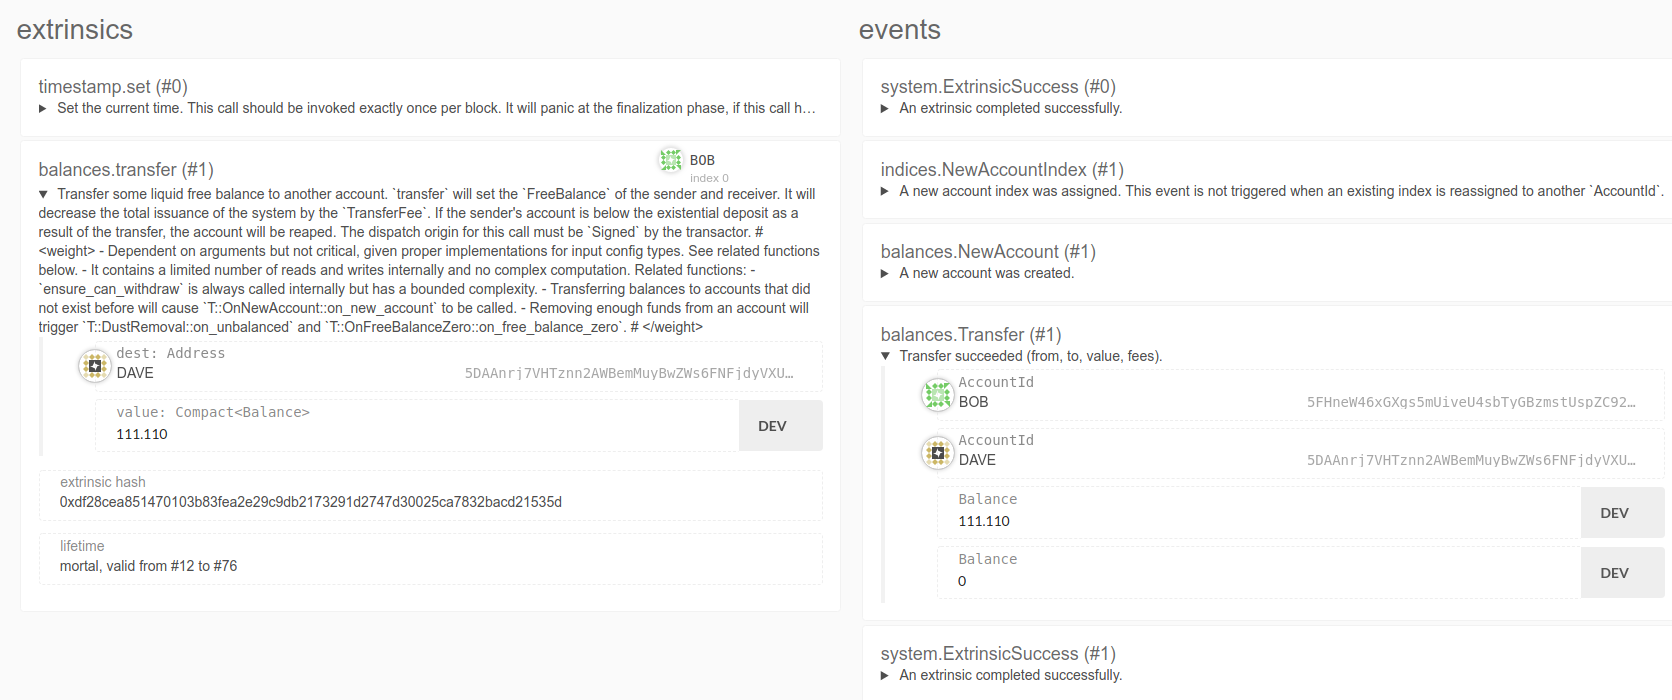 extrinsics
timestamp.set (#0)
Set the current time. This call should be invoked exactly once per block. It will panic at the finalization phase, if this call h…
balances.transfer (#1)
BOB
index 0
Transfer some liquid free balance to another account. `transfer` will set the `FreeBalance` of the sender and receiver. It will
decrease the total issuance of the system by the `TransferFee`. If the sender's account is below the existential deposit as a
result of the transfer, the account will be reaped. The dispatch origin for this call must be `Signed` by the transactor. #
<weight> - Dependent on arguments but not critical, given proper implementations for input config types. See related functions
below. - It contains a limited number of reads and writes internally and no complex computation. Related functions: -
`ensure_can_withdraw` is always called internally but has a bounded complexity. - Transferring balances to accounts that did
not exist before will cause `T::OnNewAccount::on_new_account` to be called. - Removing enough funds from an account will
trigger `T::DustRemoval::on_unbalanced` and `T::OnFreeBalanceZero::on_free_balance_zero`. # </weight>
dest: Address
DAVE 5DAAnrj7VHTznn2AWBemMuyBwZWs6FNFjdyVXU…
value: Compact<Balance>
111.110 DEV
extrinsic hash
0xdf28cea851470103b83fea2e29c9db2173291d2747d30025ca7832bacd21535d
lifetime
mortal, valid from #12 to #76
events
system.ExtrinsicSuccess (#0)
An extrinsic completed successfully.
indices.NewAccountIndex (#1)
A new account index was assigned. This event is not triggered when an existing index is reassigned to another `AccountId`.
balances.NewAccount (#1)
A new account was created.
balances.Transfer (#1)
Transfer succeeded (from, to, value, fees).
AccountId
BOB 5FHneW46xGXgs5mUiveU4sbTyGBzmstUspZC92…
AccountId
DAVE 5DAAnrj7VHTznn2AWBemMuyBwZWs6FNFjdyVXU…
Balance
111.110 DEV
Balance
0 DEV
system.ExtrinsicSuccess (#1)
An extrinsic completed successfully.